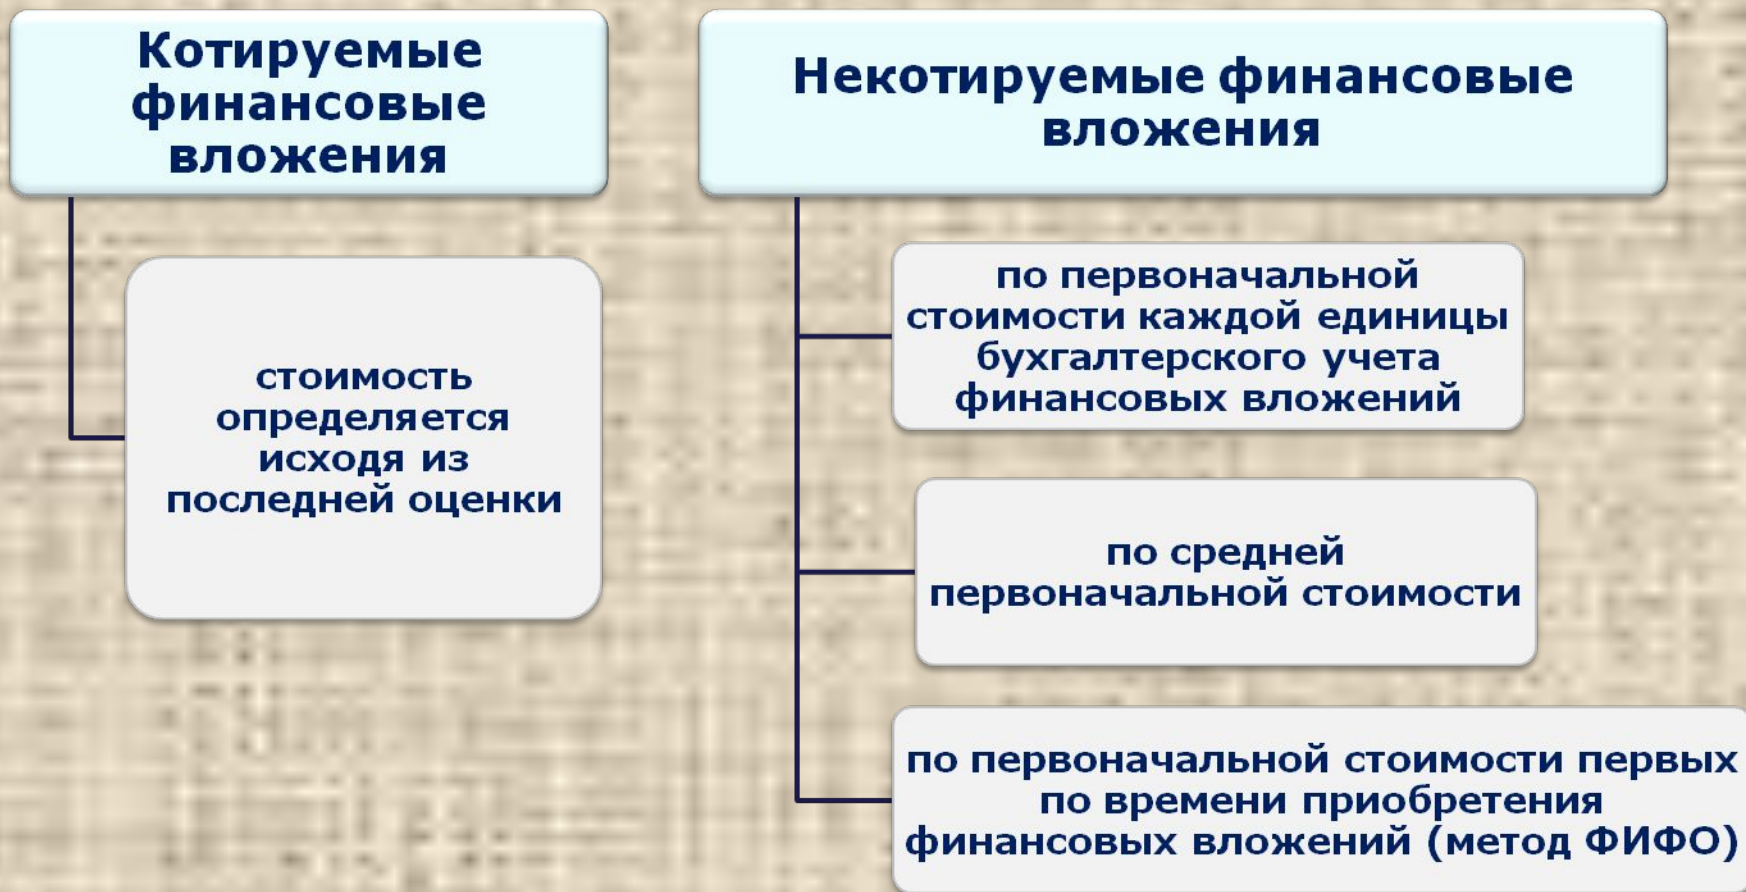 Котируемые
финансовые
вложения
стоимость
определяется
исходя из
последней оценки
Некотируемые финансовые
вложения
по первоначальной
стоимости каждой единицы
бухгалтерского учета
финансовых вложений
по средней
первоначальной стоимости
по первоначальной стоимости первых
по времени приобретения
финансовых вложений (метод ФИФО)